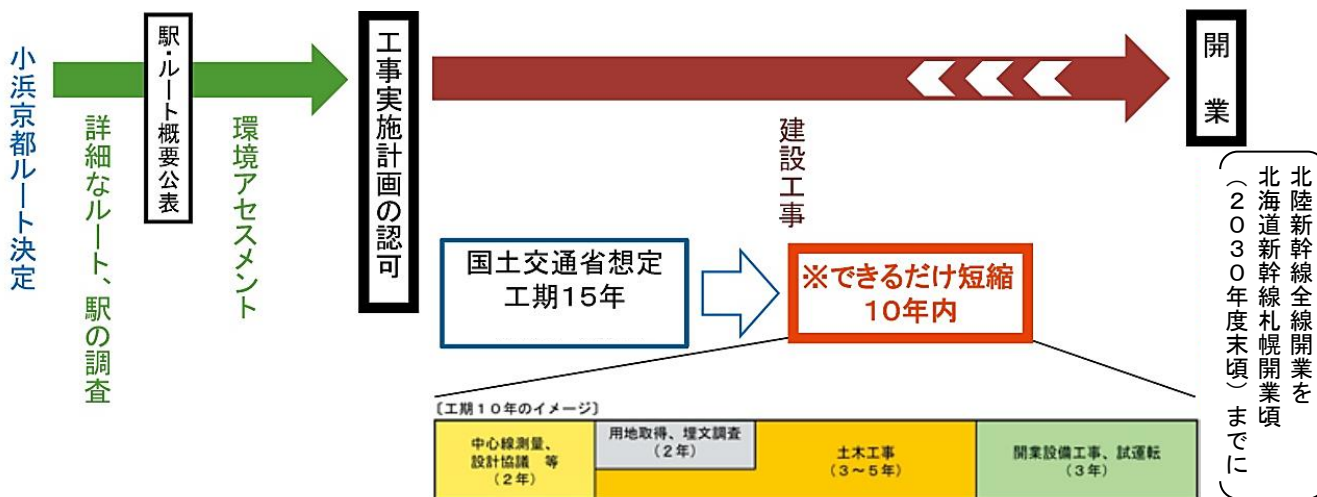 小浜京都ルート決定
詳細なルート、駅の調査
駅・ルート概要公表
環境アセスメント
工事実施計画の認可
建設工事
開業
北陸新幹線全線開業を
北海道新幹線札幌開業頃
(2030年度末頃)までに
国土交通省想定
工期15年
※できるだけ短縮
10年内
〔工期10年のイメージ〕
中心線測量、
設計協議 等
(2年)
用地取得、埋文調査
(2年)
土木工事
(3～5年)
開業設備工事、試運転
(3年)